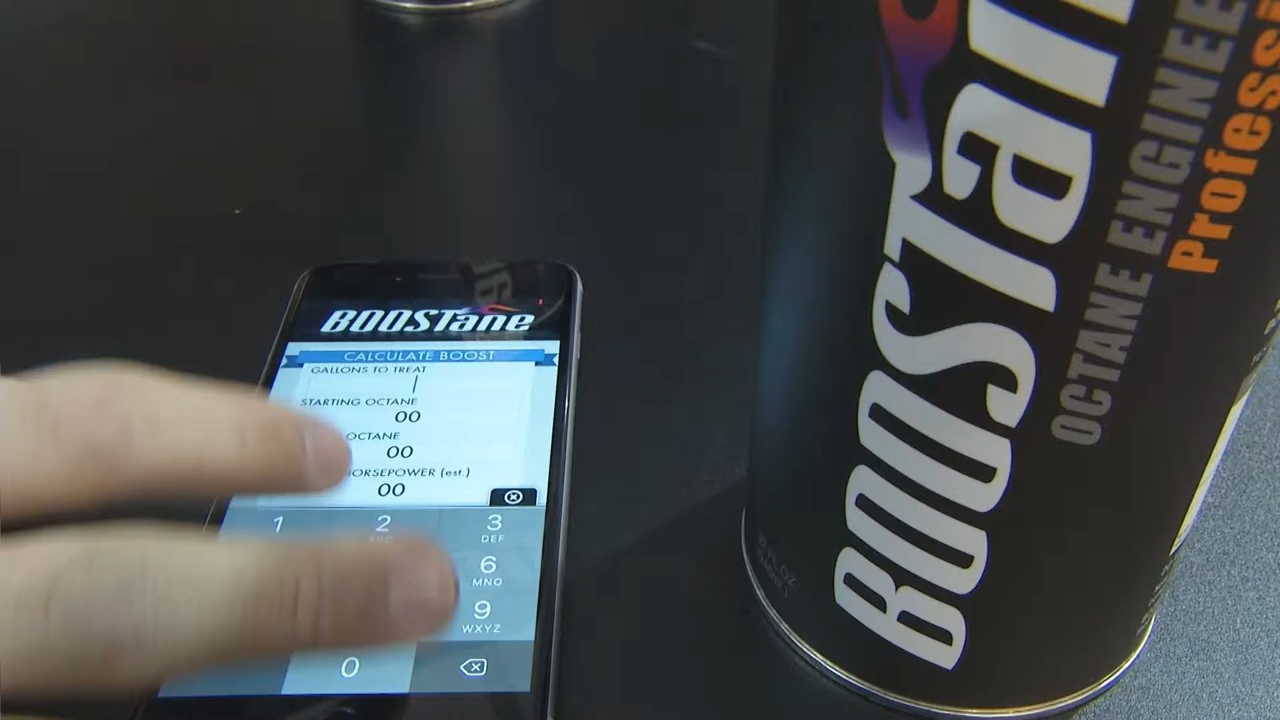 BOOSTane
CALCULATE BOOST
GALLONS TO TREAT
STARTING OCTANE
00
OCTANE
00
HORSEPOWER (est.)
00
1
2
3
DEF
6
MNO
9
WXYZ
0
BOOSTan
OCTANE ENGINEE
Professi